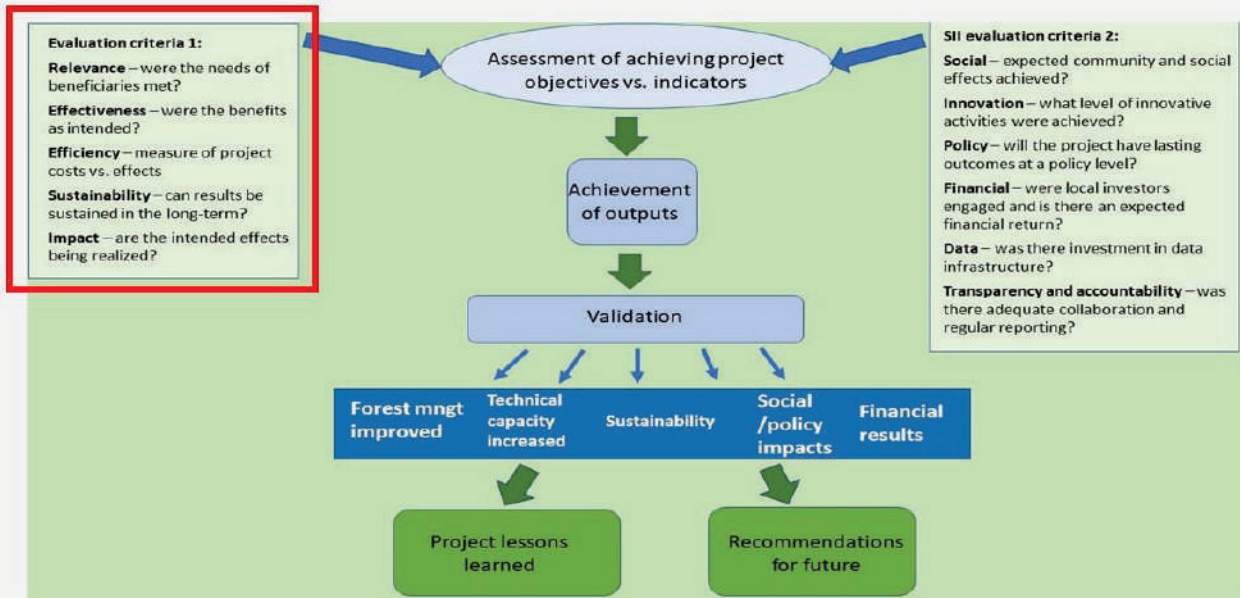 Evaluation criteria 1:
Relevance – were the needs of
beneficiaries met?
Effectiveness – were the benefits
as intended?
Efficiency – measure of project
costs vs. effects
Sustainability – can results be
sustained in the long-term?
Impact – are the intended effects
being realized?
Assessment of achieving project
objectives vs. indicators
SII evaluation criteria 2:
Social – expected community and social
effects achieved?
Innovation – what level of innovative
activities were achieved?
Policy – will the project have lasting
outcomes at a policy level?
Financial – were local investors
engaged and is there an expected
financial return?
Data – was there investment in data
infrastructure?
Transparency and accountability – was
there adequate collaboration and
regular reporting?
Achievement
of outputs
Validation
Forest mngt
improved
Technical
capacity
increased
Sustainability
Social
/policy
impacts
Financial
results
Project lessons
learned
Recommendations
for future